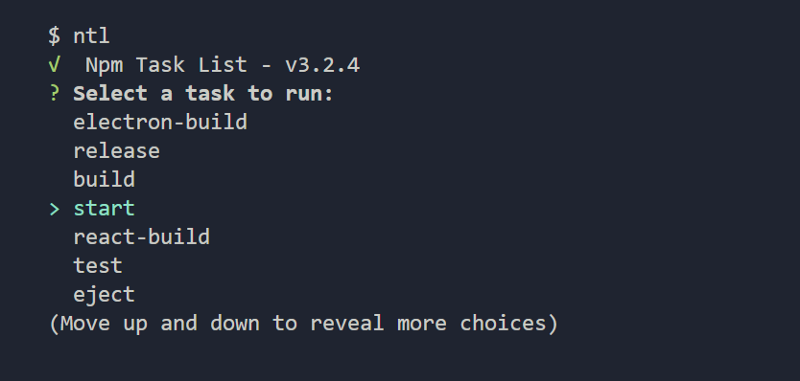 $ ntl
√ Npm Task List - v3.2.4
? Select a task to run:
electron-build
release
build
> start
react-build
test
eject
(Move up and down to reveal more choices)